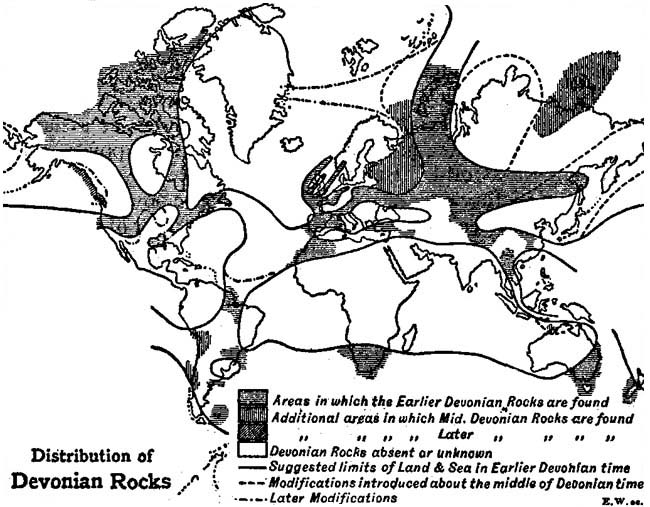 Areas in which the Earlier Devonian Rocks are found
Additional areas in which Mid. Devonian Rocks are found
„ „ „ „ Later „ „ „ „
Devonian Rocks absent or unknown
Suggested limits of Land & Sea in Earlier Devonian time
Modifications introduced about the middle of Devonian time
Later Modifications
E.W. sc.
Distribution of
Devonian Rocks